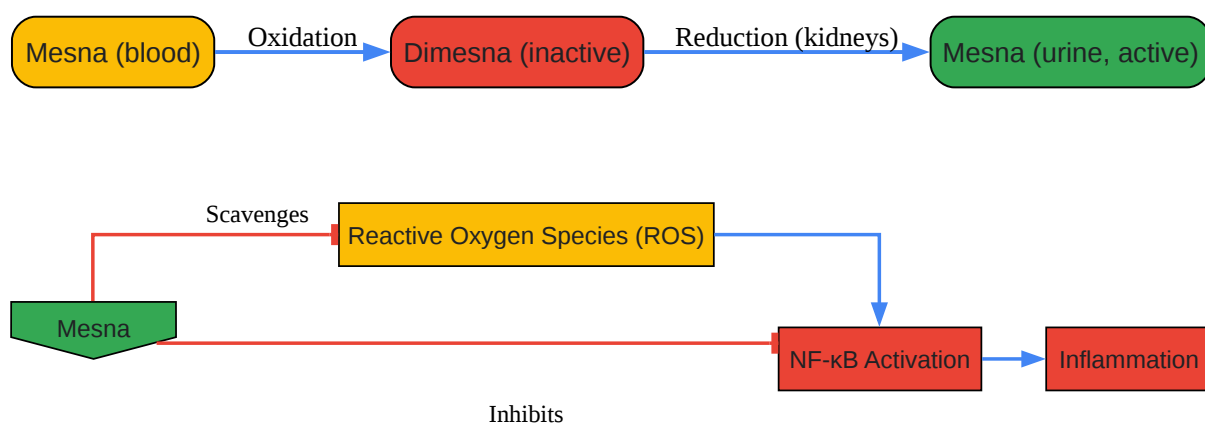 Mesna (blood)
Oxidation
Dimesna (inactive)
Reduction (kidneys)
Mesna (urine, active)
Scavenges
Reactive Oxygen Species (ROS)
Mesna
NF-κB Activation
Inflammation
Inhibits